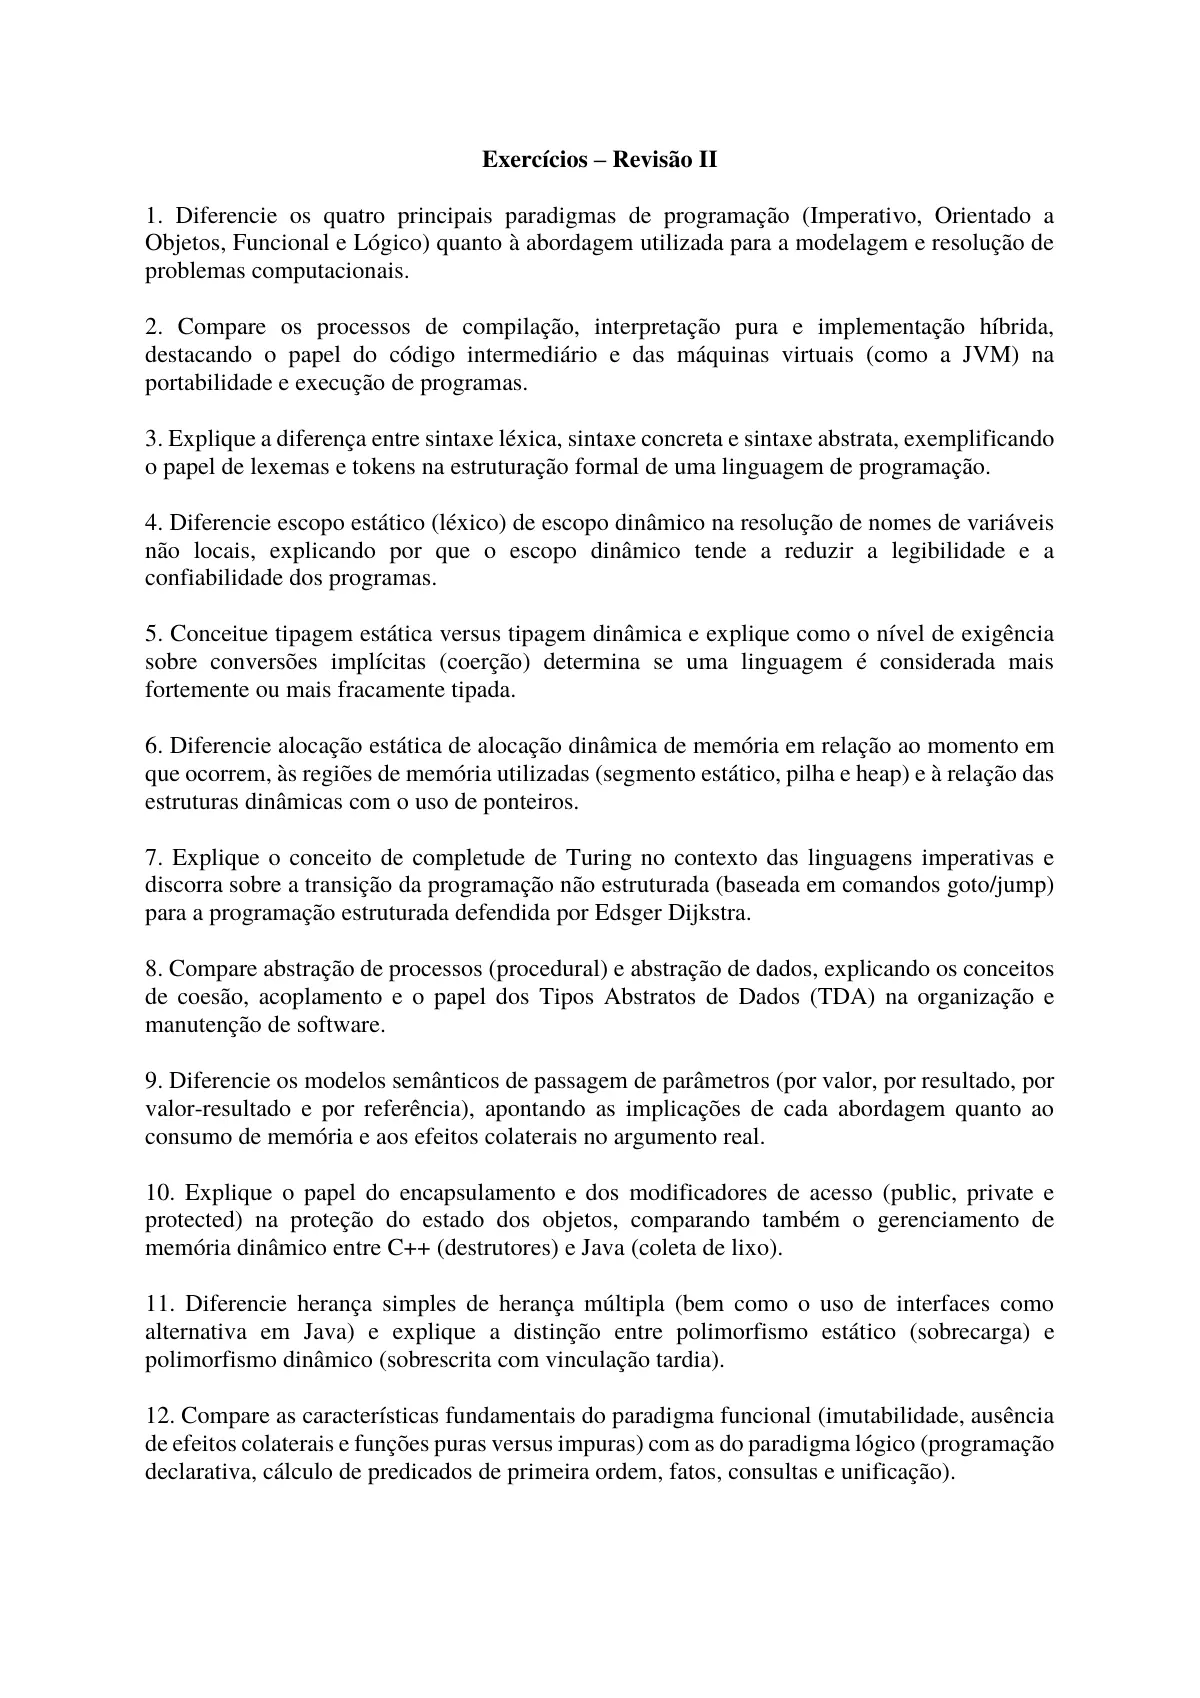 Exercícios – Revisão II
1. Diferencie os quatro principais paradigmas de programação (Imperativo, Orientado a
Objetos, Funcional e Lógico) quanto à abordagem utilizada para a modelagem e resolução de
problemas computacionais.
2. Compare os processos de compilação, interpretação pura e implementação híbrida,
destacando o papel do código intermediário e das máquinas virtuais (como a JVM) na
portabilidade e execução de programas.
3. Explique a diferença entre sintaxe léxica, sintaxe concreta e sintaxe abstrata, exemplificando
o papel de lexemas e tokens na estruturação formal de uma linguagem de programação.
4. Diferencie escopo estático (léxico) de escopo dinâmico na resolução de nomes de variáveis
não locais, explicando por que o escopo dinâmico tende a reduzir a legibilidade e a
confiabilidade dos programas.
5. Conceitue tipagem estática versus tipagem dinâmica e explique como o nível de exigência
sobre conversões implícitas (coerção) determina se uma linguagem é considerada mais
fortemente ou mais fracamente tipada.
6. Diferencie alocação estática de alocação dinâmica de memória em relação ao momento em
que ocorrem, às regiões de memória utilizadas (segmento estático, pilha e heap) e à relação das
estruturas dinâmicas com o uso de ponteiros.
7. Explique o conceito de completude de Turing no contexto das linguagens imperativas e
discorra sobre a transição da programação não estruturada (baseada em comandos goto/jump)
para a programação estruturada defendida por Edsger Dijkstra.
8. Compare abstração de processos (procedural) e abstração de dados, explicando os conceitos
de coesão, acoplamento e o papel dos Tipos Abstratos de Dados (TDA) na organização e
manutenção de software.
9. Diferencie os modelos semânticos de passagem de parâmetros (por valor, por resultado, por
valor-resultado e por referência), apontando as implicações de cada abordagem quanto ao
consumo de memória e aos efeitos colaterais no argumento real.
10. Explique o papel do encapsulamento e dos modificadores de acesso (public, private e
protected) na proteção do estado dos objetos, comparando também o gerenciamento de
memória dinâmico entre C++ (destrutores) e Java (coleta de lixo).
11. Diferencie herança simples de herança múltipla (bem como o uso de interfaces como
alternativa em Java) e explique a distinção entre polimorfismo estático (sobrecarga) e
polimorfismo dinâmico (sobrescrita com vinculação tardia).
12. Compare as características fundamentais do paradigma funcional (imutabilidade, ausência
de efeitos colaterais e funções puras versus impuras) com as do paradigma lógico (programação
declarativa, cálculo de predicados de primeira ordem, fatos, consultas e unificação).